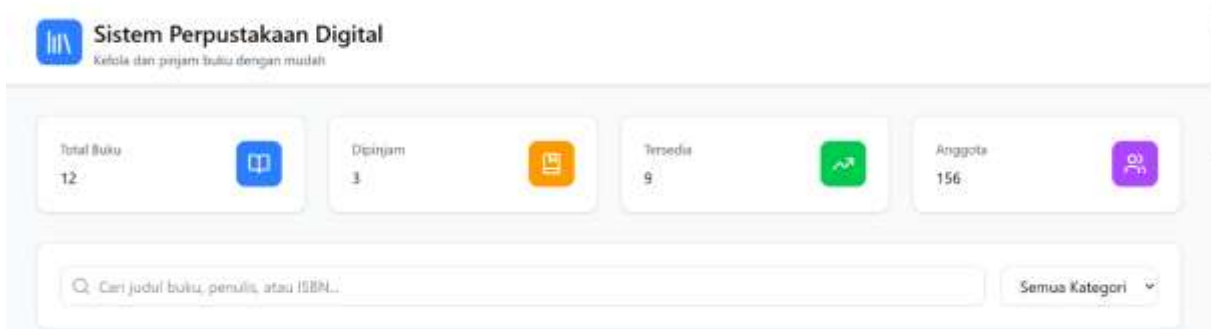 Sistem Perpustakaan Digital
Kelola dan pinjam buku dengan mudah
Total Buku
12
Dipinjam
3
Tersedia
9
Anggota
156
Cari judul buku, penulis, atau ISBN...
Semua Kategori